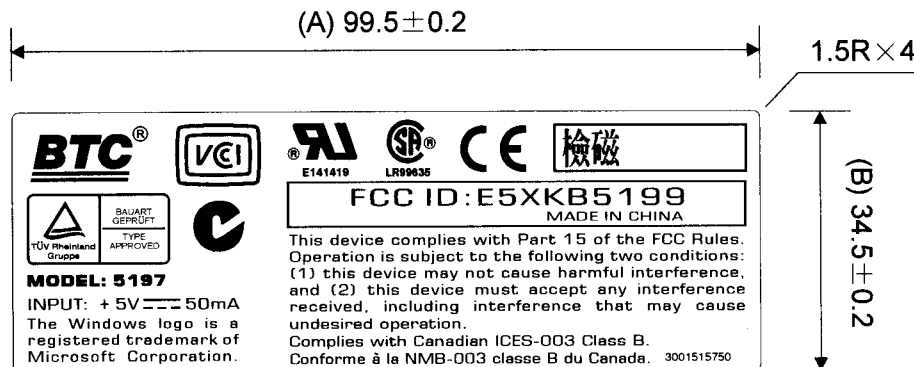 (A) 99.5±0.2
1.5R×4
BTC®
VCI
® RU
E141419
SA®
LR99635
CE
檢磁
FCC ID:E5XKB5199
MADE IN CHINA
TÜV Rheinland
Gruppe
BAUART
GEPRÜFT
TYPE
APPROVED
MODEL: 5197
INPUT: +5V⎓50mA
The Windows logo is a
registered trademark of
Microsoft Corporation.
This device complies with Part 15 of the FCC Rules.
Operation is subject to the following two conditions:
(1) this device may not cause harmful interference,
and (2) this device must accept any interference
received, including interference that may cause
undesired operation.
Complies with Canadian ICES-003 Class B.
Conforme à la NMB-003 classe B du Canada. 3001515750
(B) 34.5±0.2